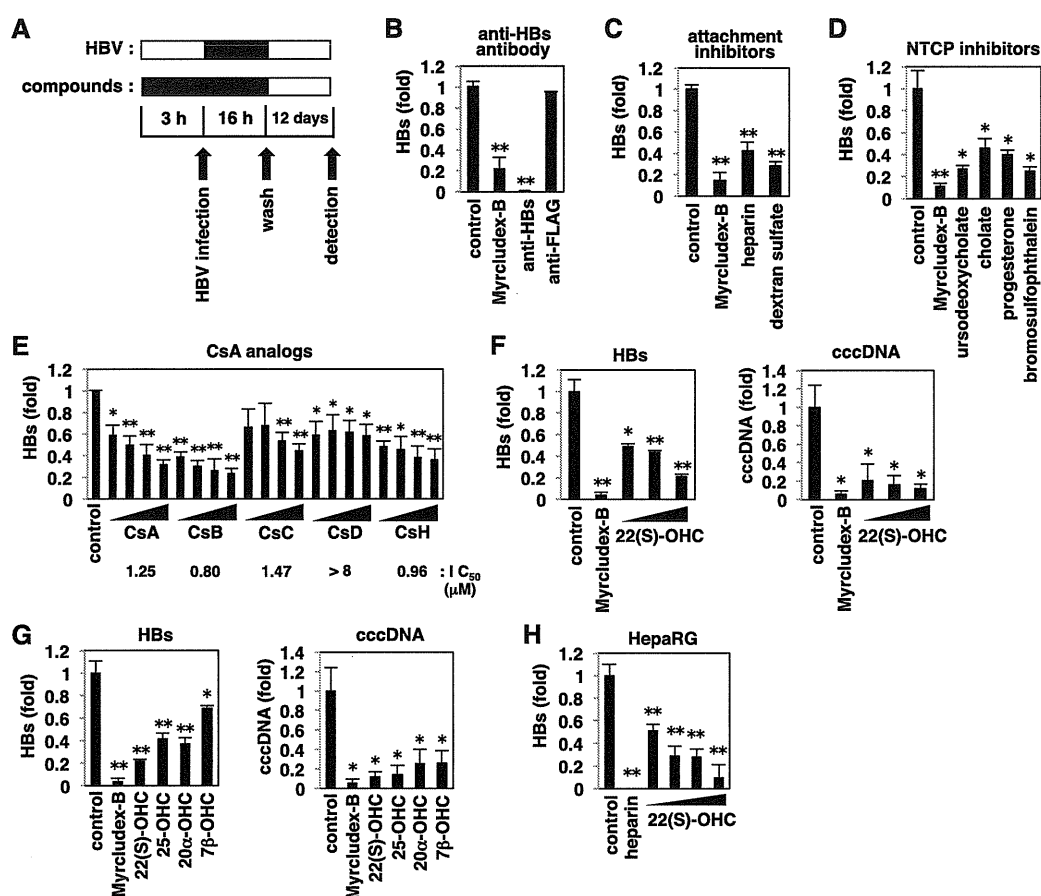 A
HBV :
compounds :
3 h
16 h
12 days
HBV infection
wash
detection
B
anti-HBs
antibody
HBs (fold)
1.2
1
0.8
0.6
0.4
0.2
0
**
**
control
Myrcludex-B
anti-HBs
anti-FLAG
C
attachment
inhibitors
HBs (fold)
1.2
1
0.8
0.6
0.4
0.2
0
**
**
**
control
Myrcludex-B
heparin
dextran sulfate
D
NTCP inhibitors
HBs (fold)
1.2
1
0.8
0.6
0.4
0.2
0
**
*
*
*
*
control
Myrcludex-B
ursodeoxycholate
cholate
progesterone
bromosulfophthalein
E
CsA analogs
HBs (fold)
1.2
1
0.8
0.6
0.4
0.2
0
* ** ** ** ** ** ** ** ** ** * * * * ** * ** **
control
CsA CsB CsC CsD CsH
1.25 0.80 1.47 > 8 0.96 : I C50
(μM)
F
HBs
HBs (fold)
1.2
1
0.8
0.6
0.4
0.2
0
**
*
**
**
control
Myrcludex-B
22(S)-OHC
cccDNA
cccDNA (fold)
1.4
1.2
1
0.8
0.6
0.4
0.2
0
*
*
*
*
control
Myrcludex-B
22(S)-OHC
G
HBs
HBs (fold)
1.2
1
0.8
0.6
0.4
0.2
0
**
**
**
**
*
control
Myrcludex-B
22(S)-OHC
25-OHC
20α-OHC
7β-OHC
cccDNA
cccDNA (fold)
1.4
1.2
1
0.8
0.6
0.4
0.2
0
*
*
*
*
*
control
Myrcludex-B
22(S)-OHC
25-OHC
20α-OHC
7β-OHC
H
HepaRG
HBs (fold)
1.2
1
0.8
0.6
0.4
0.2
0
**
**
**
**
**
control
heparin
22(S)-OHC